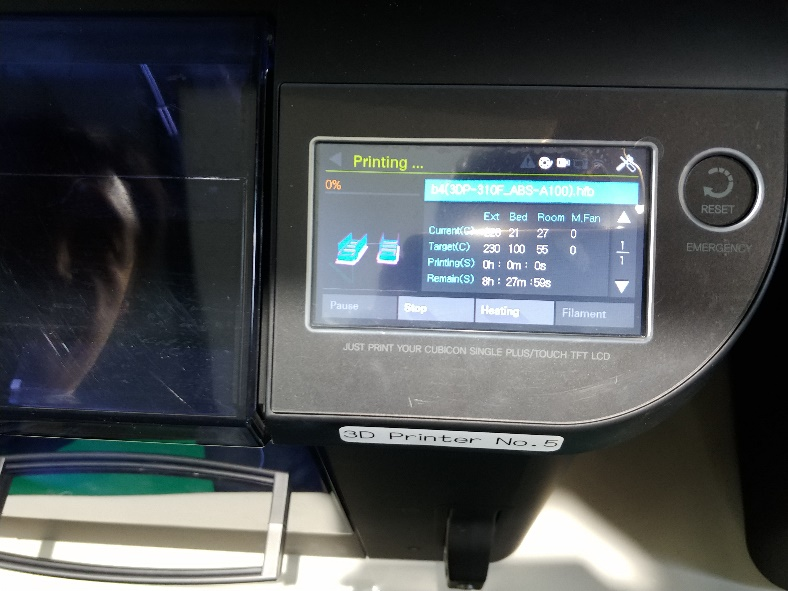 Printing ...
0%
b4(3DP-310F_ABS-A100).hfb
Ext Bed Room M.Fan
Current(C) 21 27 0
Target(C) 230 100 55 0
Printing(S) 0h : 0m : 0s
Remain(S) 8h : 27m : 59s
1
1
Pause Stop Heating Filament
RESET
EMERGENCY
JUST PRINT YOUR CUBICON SINGLE PLUS/TOUCH TFT LCD
3D Printer No.5